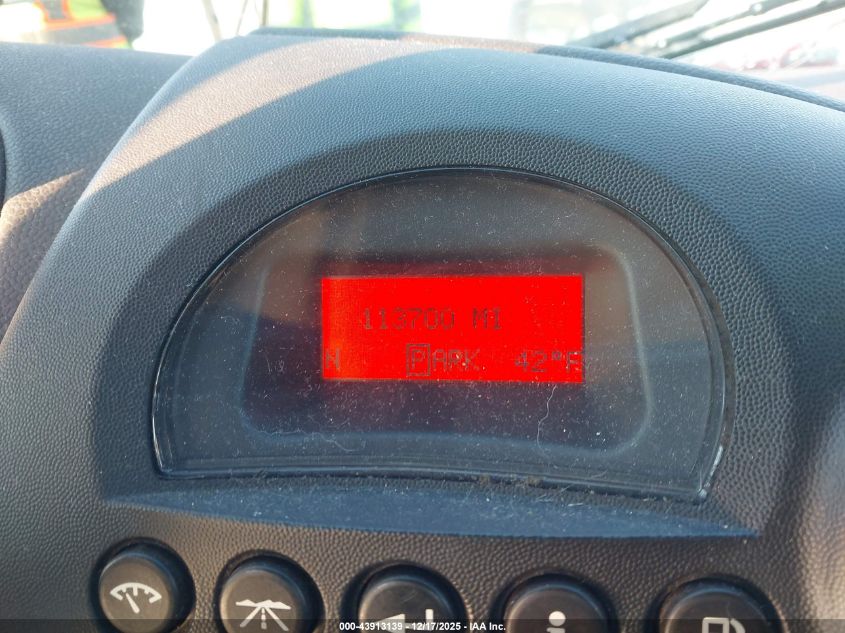 113700 MI
N PARK 42°F
000-43913139 | 12/17/2025 - IAA Inc.